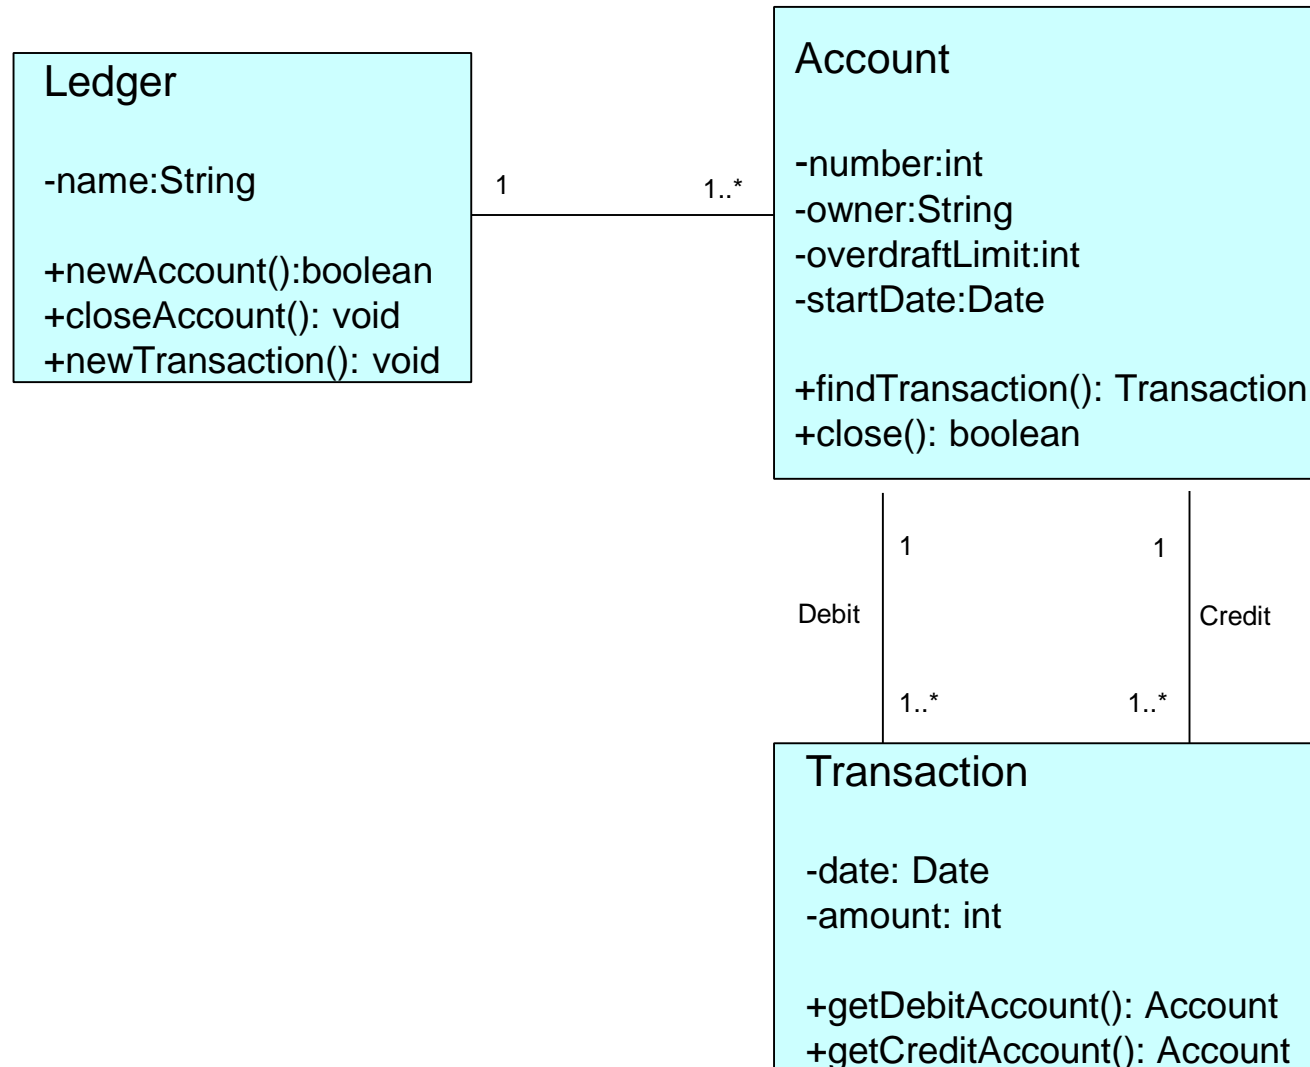 Ledger
-name:String
+newAccount():boolean
+closeAccount(): void
+newTransaction(): void
1
1..*
Account
-number:int
-owner:String
-overdraftLimit:int
-startDate:Date
+findTransaction(): Transaction
+close(): boolean
1
1
Debit
Credit
1..*
1..*
Transaction
-date: Date
-amount: int
+getDebitAccount(): Account
+getCreditAccount(): Account